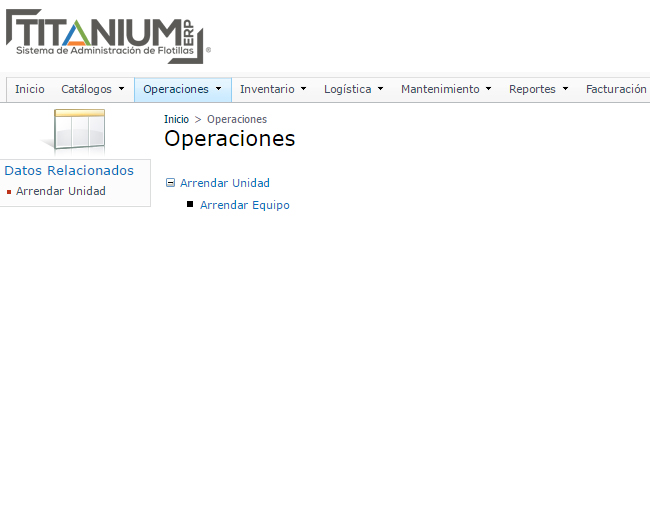 TITANIUM ERP
Sistema de Administración de Flotillas ®
Inicio Catálogos Operaciones Inventario Logística Mantenimiento Reportes Facturación
Inicio > Operaciones
Operaciones
Datos Relacionados
Arrendar Unidad
Arrendar Unidad
Arrendar Equipo